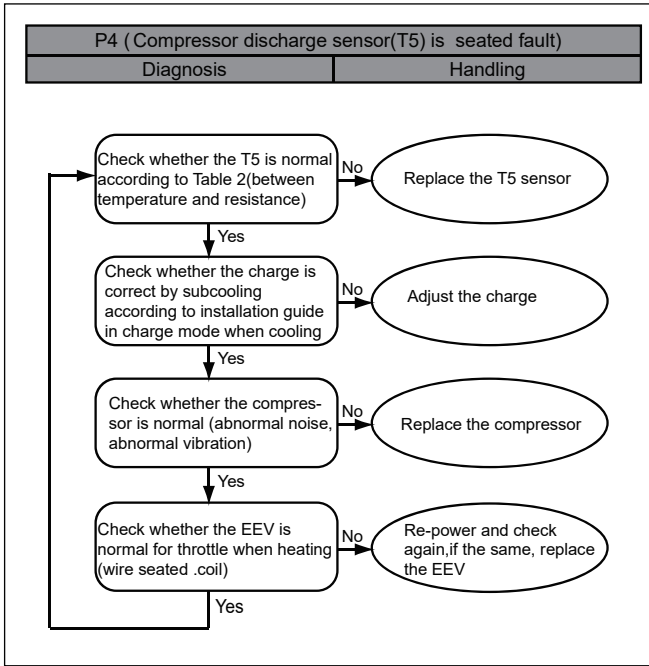 P4 ( Compressor discharge sensor(T5) is seated fault)
Diagnosis
Handling
Check whether the T5 is normal
according to Table 2(between
temperature and resistance)
No
Replace the T5 sensor
Yes
Check whether the charge is
correct by subcooling
according to installation guide
in charge mode when cooling
No
Adjust the charge
Yes
Check whether the compres-
sor is normal (abnormal noise,
abnormal vibration)
No
Replace the compressor
Yes
Check whether the EEV is
normal for throttle when heating
(wire seated .coil)
No
Re-power and check
again,if the same, replace
the EEV
Yes